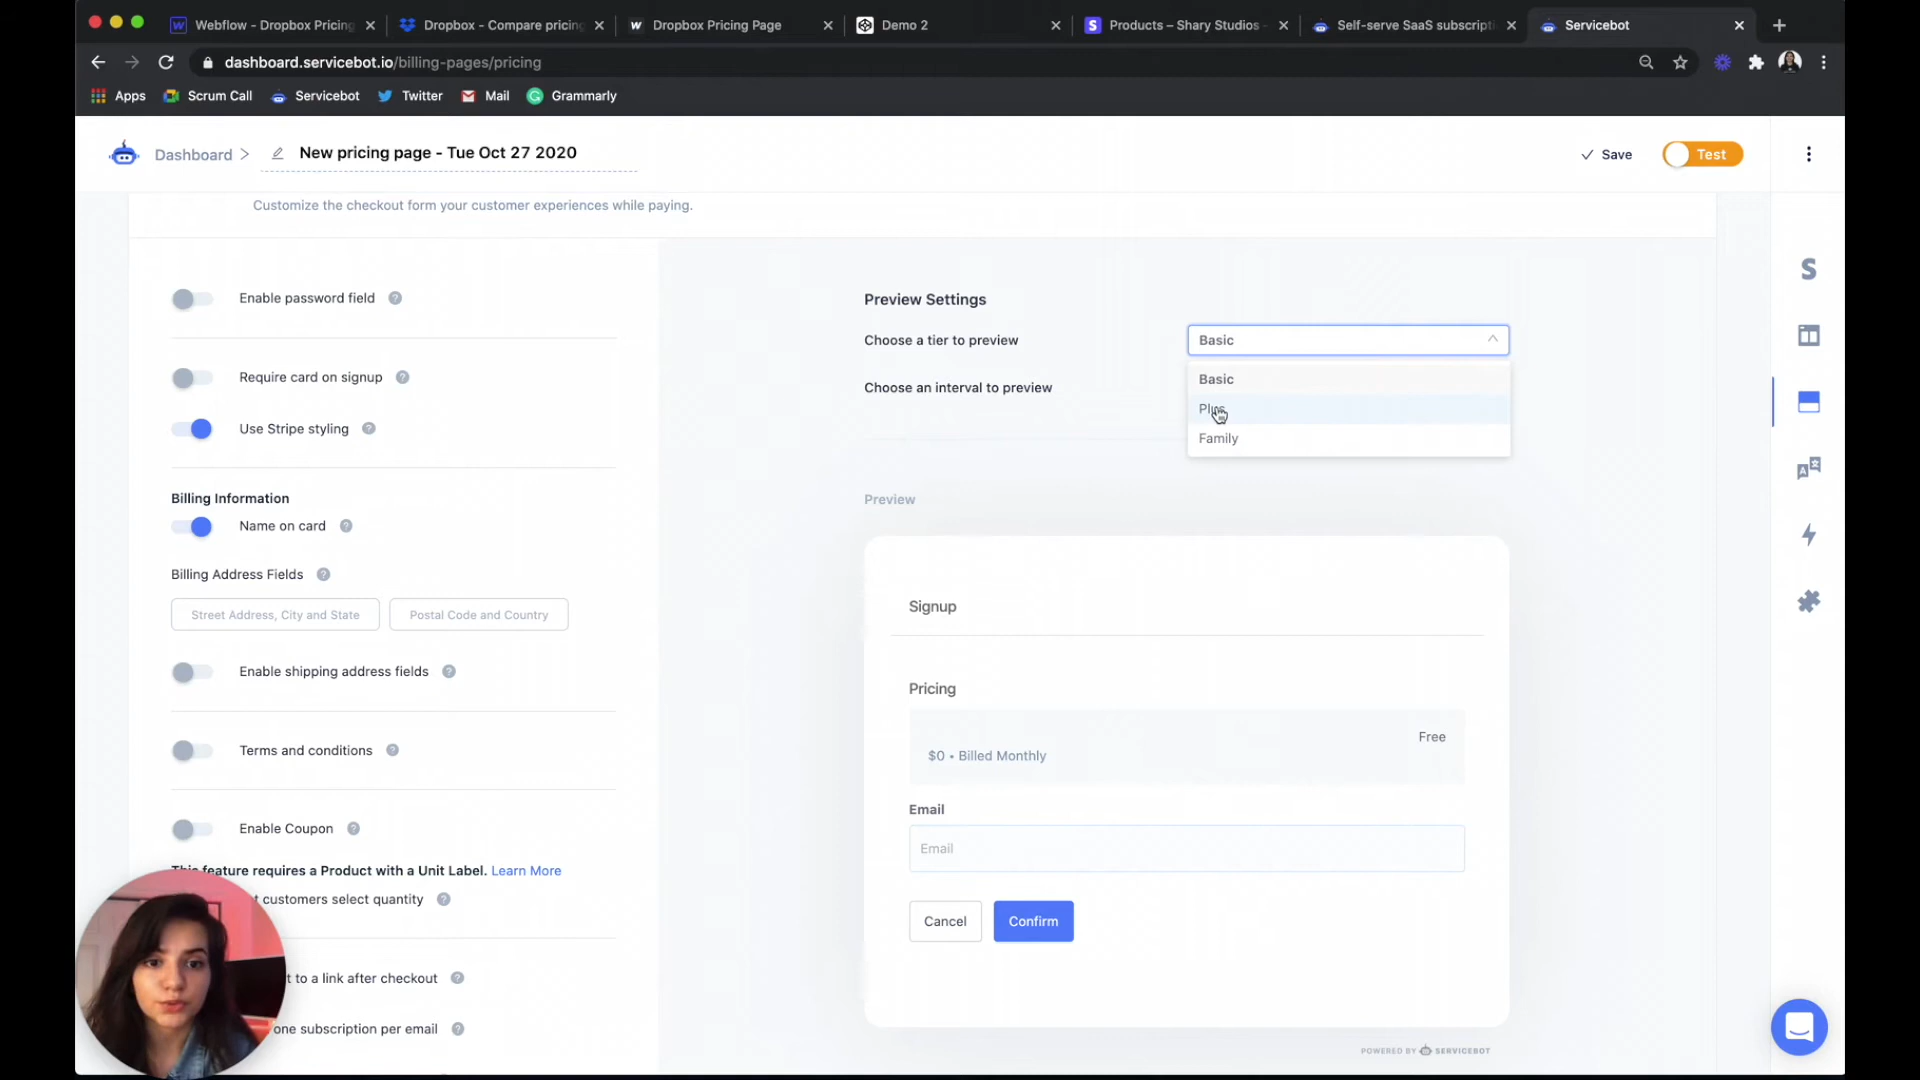 Webflow - Dropbox Pricing
Dropbox - Compare pricing
Dropbox Pricing Page
Demo 2
Products – Shary Studios -
Self-serve SaaS subscripti
Servicebot
dashboard.servicebot.io/billing-pages/pricing
Apps
Scrum Call
Servicebot
Twitter
Mail
Grammarly
Dashboard >
New pricing page - Tue Oct 27 2020
Save
Test
Customize the checkout form your customer experiences while paying.
Enable password field
Require card on signup
Use Stripe styling
Billing Information
Name on card
Billing Address Fields
Street Address, City and State
Postal Code and Country
Enable shipping address fields
Terms and conditions
Enable Coupon
This feature requires a Product with a Unit Label. Learn More
customers select quantity
to a link after checkout
one subscription per email
Preview Settings
Choose a tier to preview
Basic
Basic
Plus
Family
Choose an interval to preview
Preview
Signup
Pricing
Free
$0 • Billed Monthly
Email
Email
Cancel
Confirm
POWERED BY SERVICEBOT